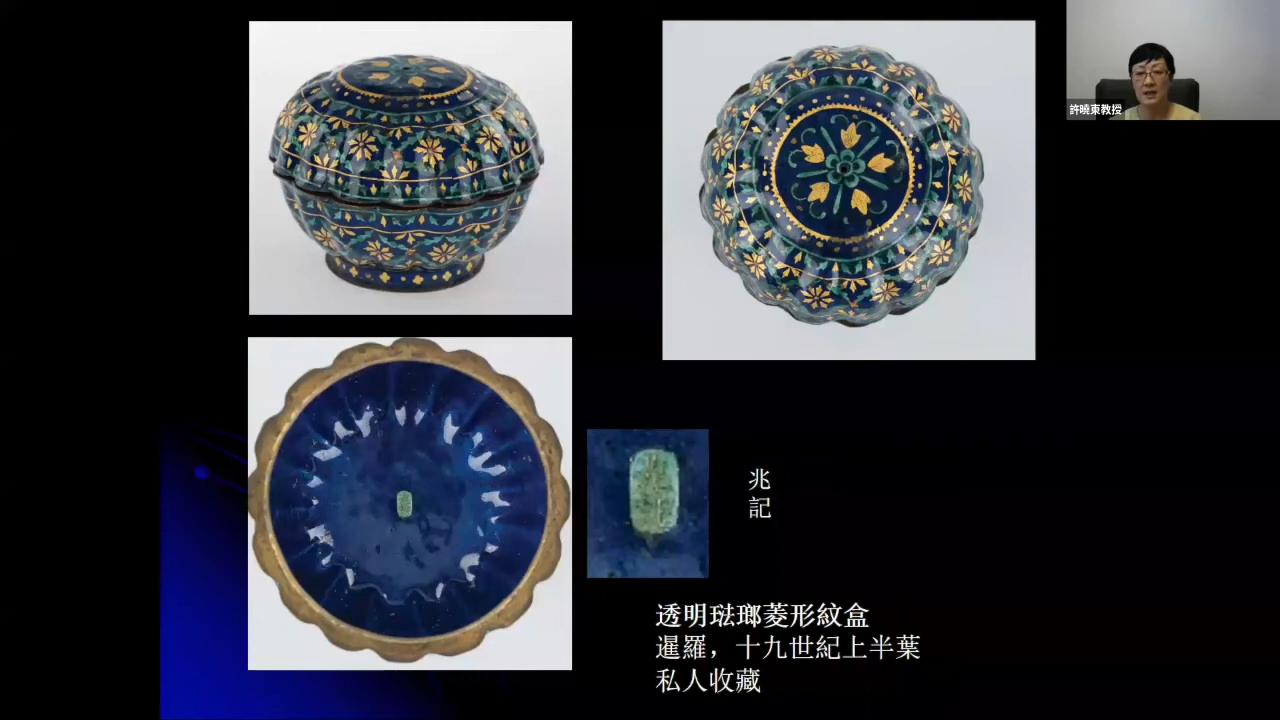 許曉東教授
兆
記
透明琺瑯菱形紋盒
暹羅，十九世紀上半葉
私人收藏